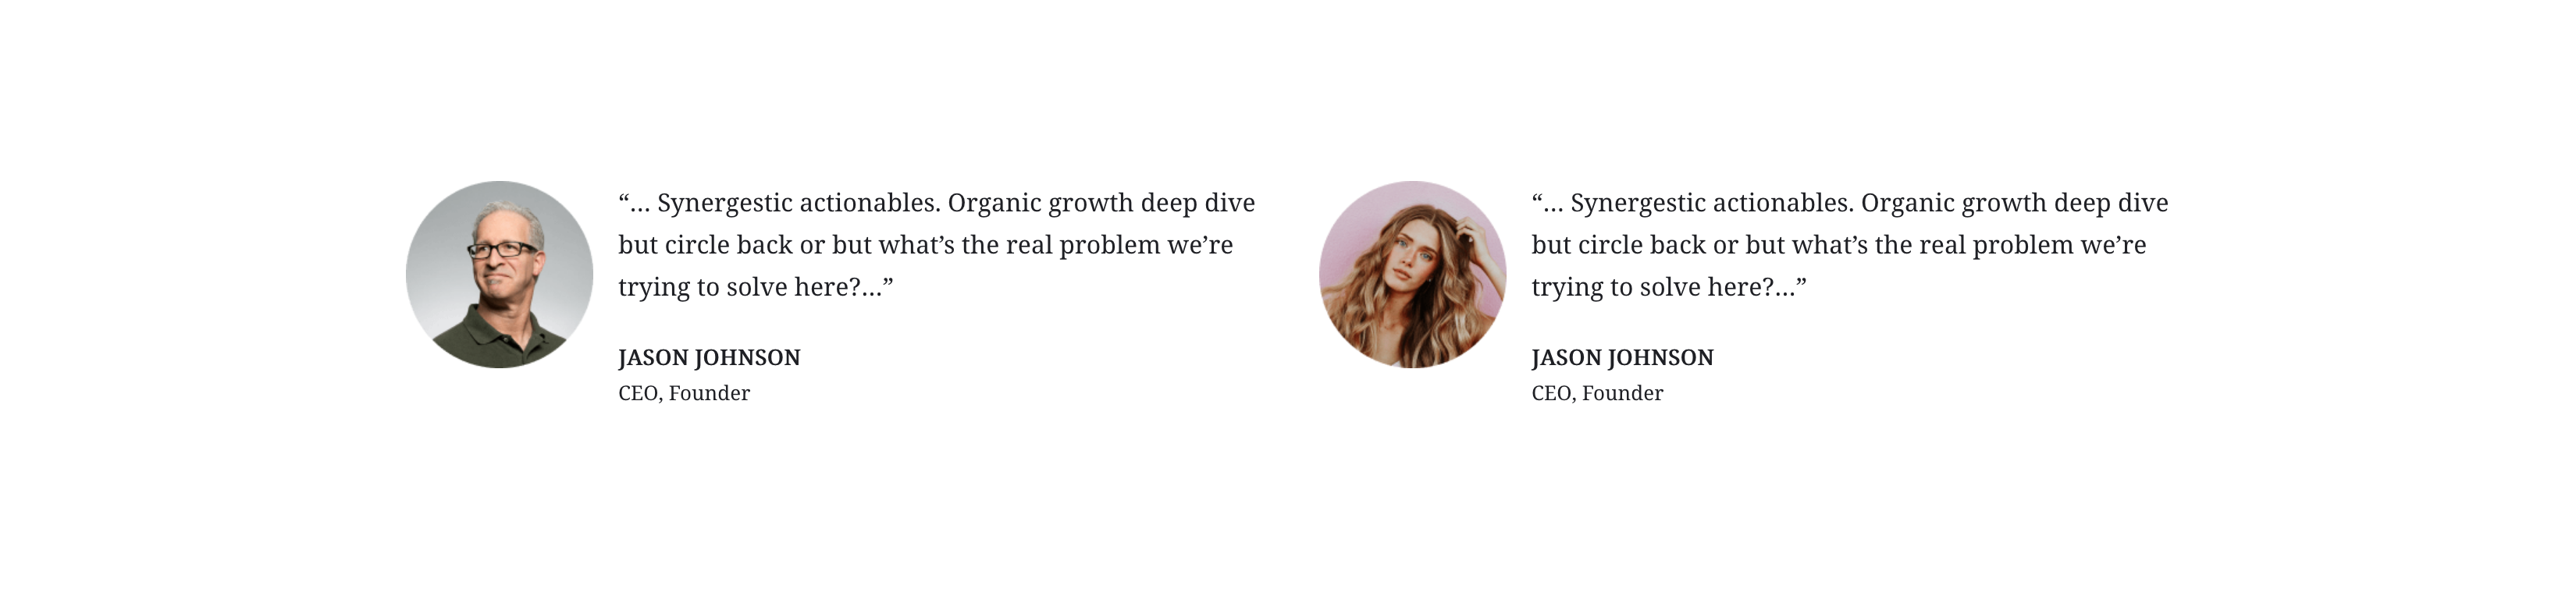 “… Synergestic actionables. Organic growth deep dive
but circle back or but what’s the real problem we’re
trying to solve here?…”
JASON JOHNSON
CEO, Founder
“… Synergestic actionables. Organic growth deep dive
but circle back or but what’s the real problem we’re
trying to solve here?…”
JASON JOHNSON
CEO, Founder